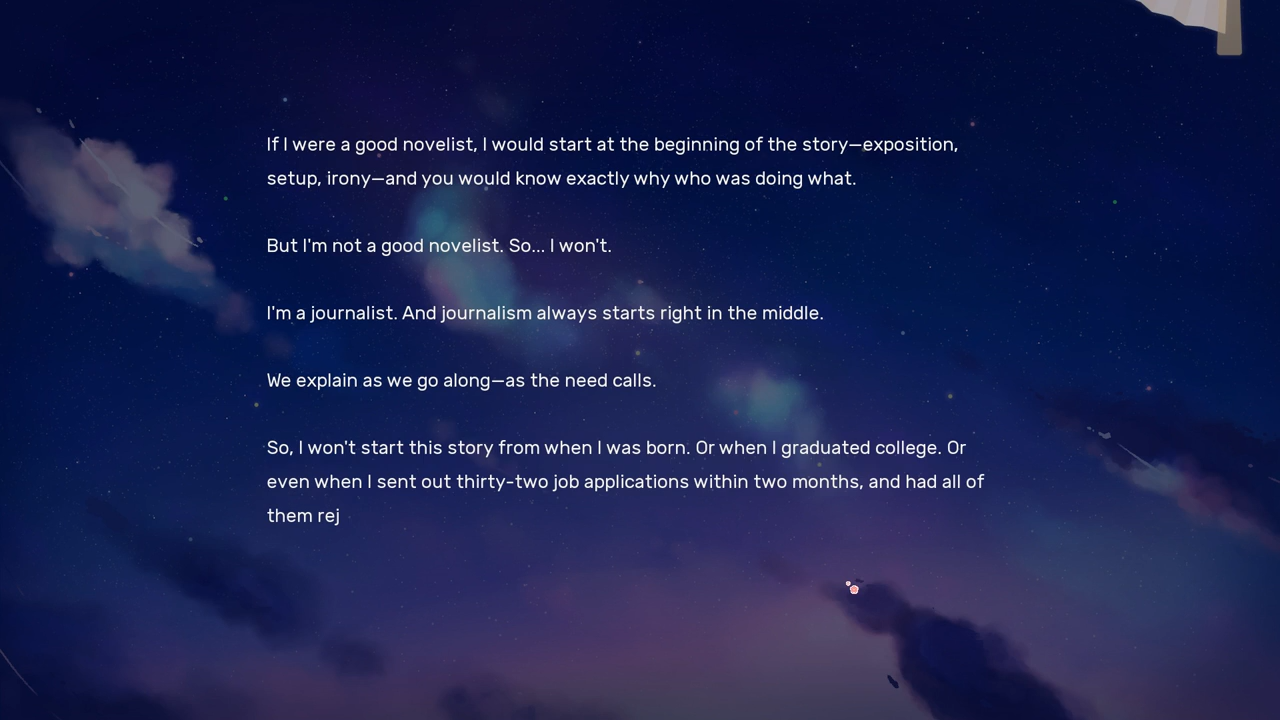 If I were a good novelist, I would start at the beginning of the story—exposition,
setup, irony—and you would know exactly why who was doing what.
But I'm not a good novelist. So... I won't.
I'm a journalist. And journalism always starts right in the middle.
We explain as we go along—as the need calls.
So, I won't start this story from when I was born. Or when I graduated college. Or
even when I sent out thirty-two job applications within two months, and had all of
them rej